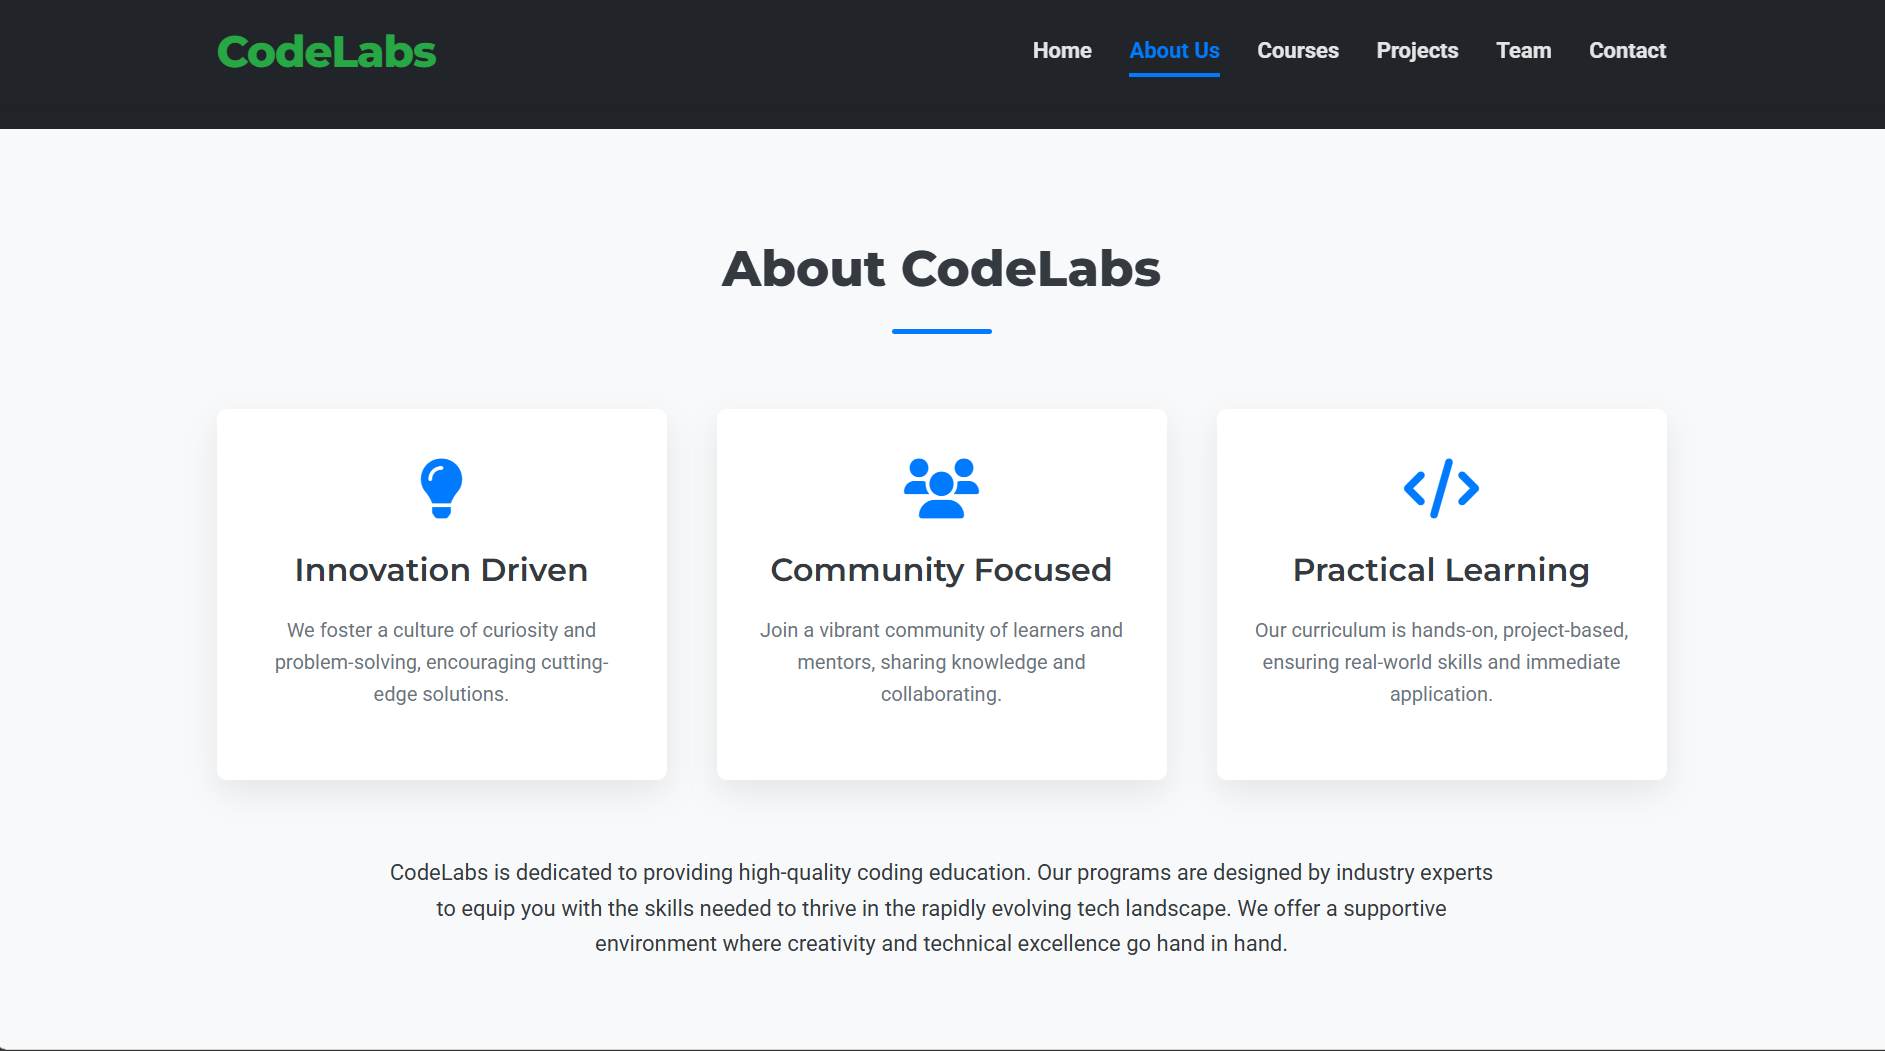 CodeLabs
Home About Us Courses Projects Team Contact
About CodeLabs
Innovation Driven
We foster a culture of curiosity and
problem-solving, encouraging cutting-
edge solutions.
Community Focused
Join a vibrant community of learners and
mentors, sharing knowledge and
collaborating.
Practical Learning
Our curriculum is hands-on, project-based,
ensuring real-world skills and immediate
application.
CodeLabs is dedicated to providing high-quality coding education. Our programs are designed by industry experts
to equip you with the skills needed to thrive in the rapidly evolving tech landscape. We offer a supportive
environment where creativity and technical excellence go hand in hand.